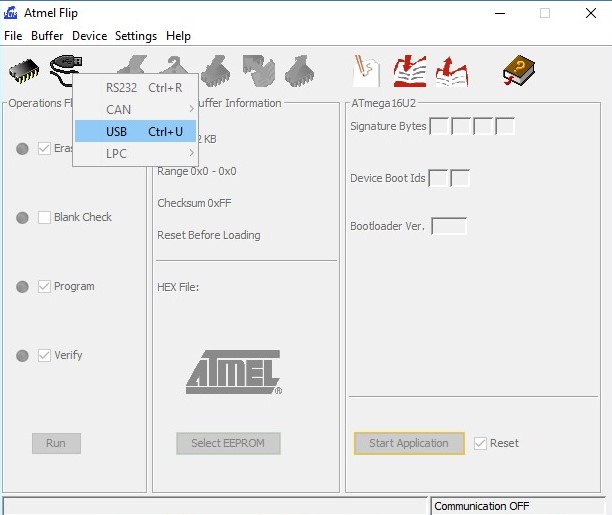 Atmel Flip
File Buffer Device Settings Help
RS232 Ctrl+R
CAN
USB Ctrl+U
LPC
Operations Fl
Eras
Blank Check
Program
Verify
Run
uffer Information
2 KB
Range 0x0 - 0x0
Checksum 0xFF
Reset Before Loading
HEX File:
ATMEL®
Select EEPROM
ATmega16U2
Signature Bytes
Device Boot Ids
Bootloader Ver.
Start Application
Reset
Communication OFF